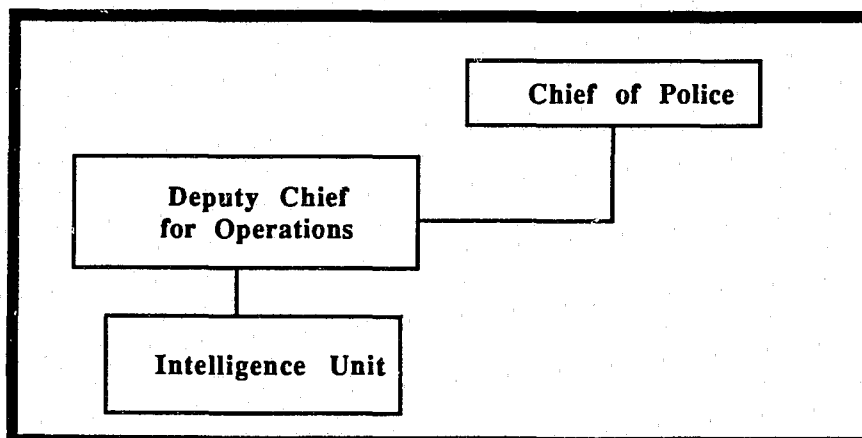 Chief of Police
Deputy Chief
for Operations
Intelligence Unit